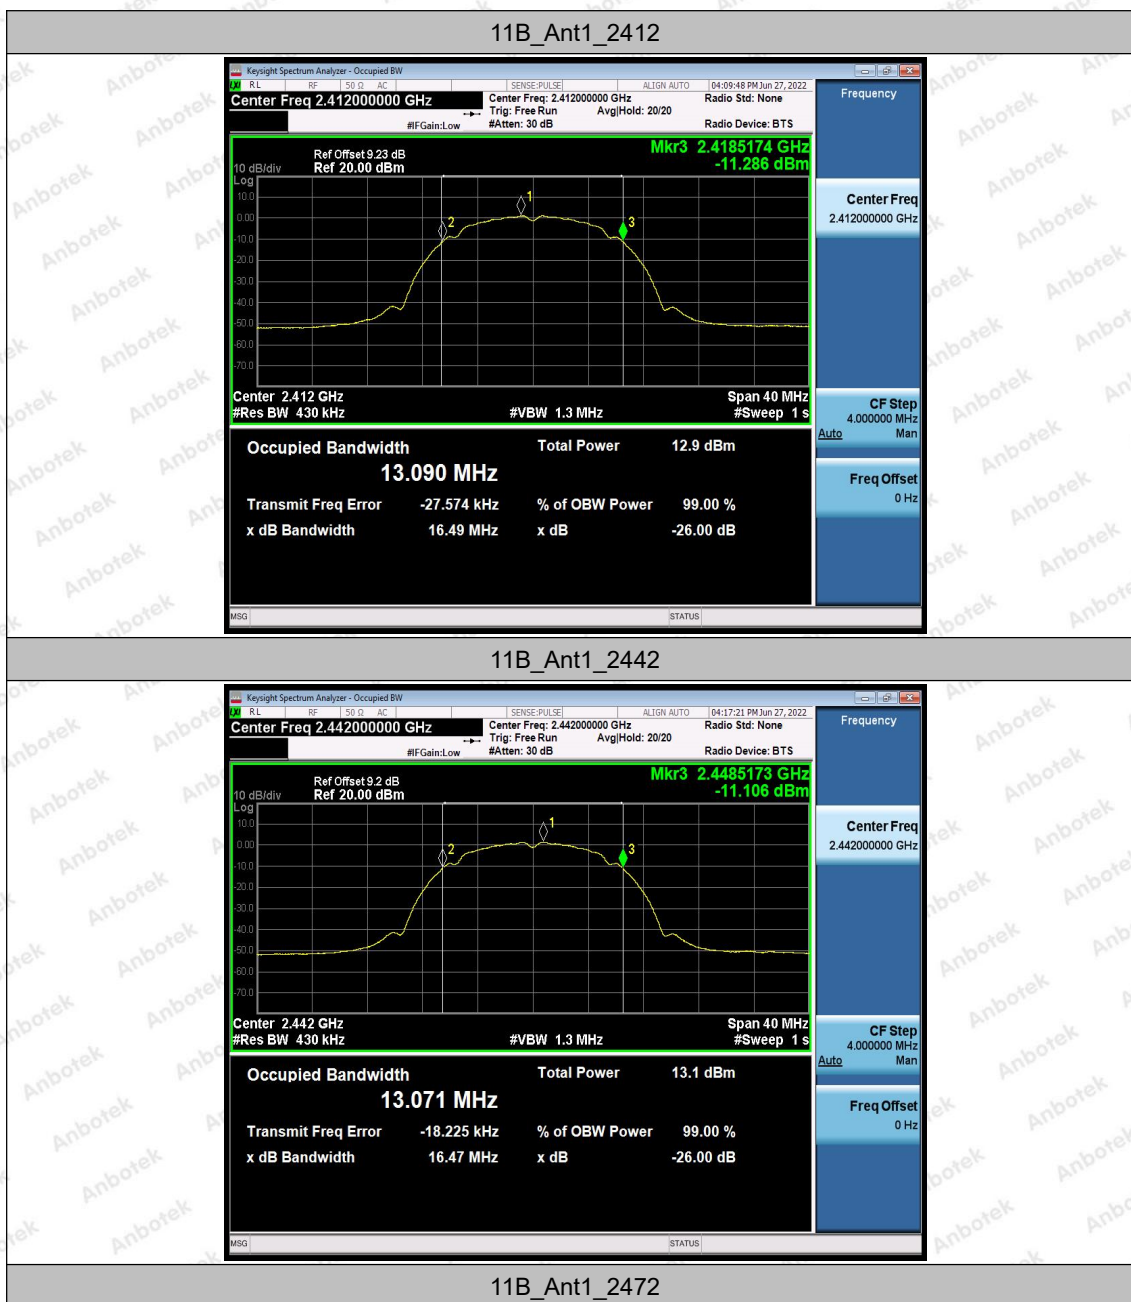 11B_Ant1_2412
Keysight Spectrum Analyzer - Occupied BW
RL RF 50 Ω AC SENSE:PULSE ALIGN AUTO 04:09:48 PM Jun 27, 2022
Center Freq 2.412000000 GHz
Center Freq: 2.412000000 GHz Radio Std: None
Trig: Free Run Avg|Hold: 20/20
#IFGain:Low #Atten: 30 dB Radio Device: BTS
Frequency
Mkr3 2.4185174 GHz
-11.286 dBm
Ref Offset 9.23 dB
10 dB/div Ref 20.00 dBm
Log
10.0
0.00
-10.0
-20.0
-30.0
-40.0
-50.0
-60.0
-70.0
1
2
3
Center 2.412 GHz Span 40 MHz
#Res BW 430 kHz #VBW 1.3 MHz #Sweep 1 s
Center Freq
2.412000000 GHz
CF Step
4.000000 MHz
Auto Man
Freq Offset
0 Hz
Occupied Bandwidth Total Power 12.9 dBm
13.090 MHz
Transmit Freq Error -27.574 kHz % of OBW Power 99.00 %
x dB Bandwidth 16.49 MHz x dB -26.00 dB
MSG STATUS
11B_Ant1_2442
Keysight Spectrum Analyzer - Occupied BW
RL RF 50 Ω AC SENSE:PULSE ALIGN AUTO 04:17:21 PM Jun 27, 2022
Center Freq 2.442000000 GHz
Center Freq: 2.442000000 GHz Radio Std: None
Trig: Free Run Avg|Hold: 20/20
#IFGain:Low #Atten: 30 dB Radio Device: BTS
Frequency
Mkr3 2.4485173 GHz
-11.106 dBm
Ref Offset 9.2 dB
10 dB/div Ref 20.00 dBm
Log
10.0
0.00
-10.0
-20.0
-30.0
-40.0
-50.0
-60.0
-70.0
1
2
3
Center 2.442 GHz Span 40 MHz
#Res BW 430 kHz #VBW 1.3 MHz #Sweep 1 s
Center Freq
2.442000000 GHz
CF Step
4.000000 MHz
Auto Man
Freq Offset
0 Hz
Occupied Bandwidth Total Power 13.1 dBm
13.071 MHz
Transmit Freq Error -18.225 kHz % of OBW Power 99.00 %
x dB Bandwidth 16.47 MHz x dB -26.00 dB
MSG STATUS
11B_Ant1_2472
Anbotek